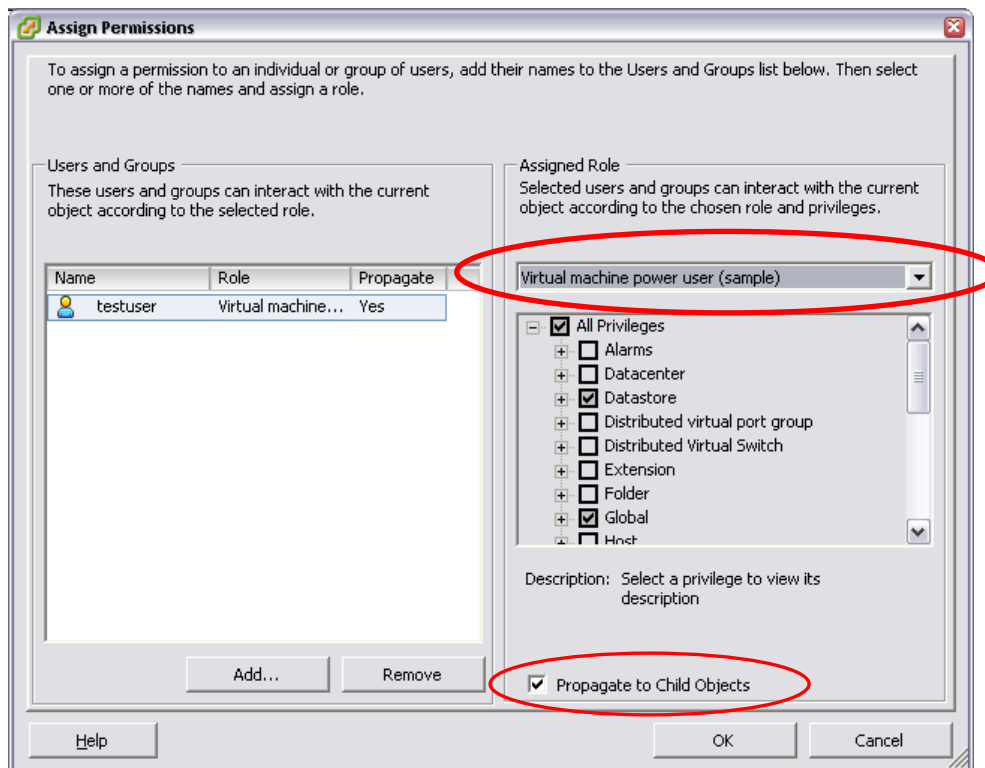 Assign Permissions
To assign a permission to an individual or group of users, add their names to the Users and Groups list below. Then select
one or more of the names and assign a role.
Users and Groups
These users and groups can interact with the current
object according to the selected role.
Name Role Propagate
testuser Virtual machine... Yes
Add... Remove
Assigned Role
Selected users and groups can interact with the current
object according to the chosen role and privileges.
Virtual machine power user (sample)
All Privileges
Alarms
Datacenter
Datastore
Distributed virtual port group
Distributed Virtual Switch
Extension
Folder
Global
Host
Description: Select a privilege to view its
description
Propagate to Child Objects
Help OK Cancel